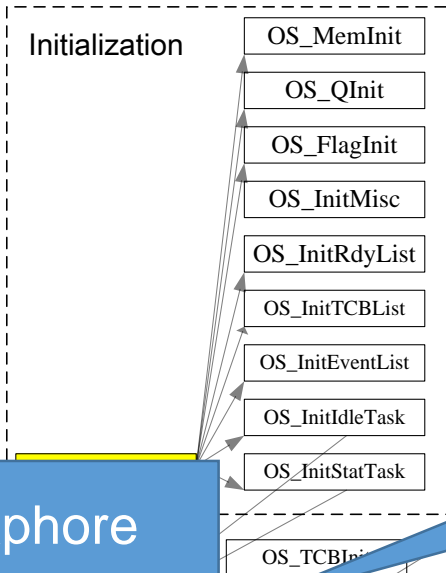 Initialization
OS_MemInit
OS_QInit
OS_FlagInit
OS_InitMisc
OS_InitRdyList
OS_InitTCBList
OS_InitEventList
OS_InitIdleTask
OS_InitStatTask
phore